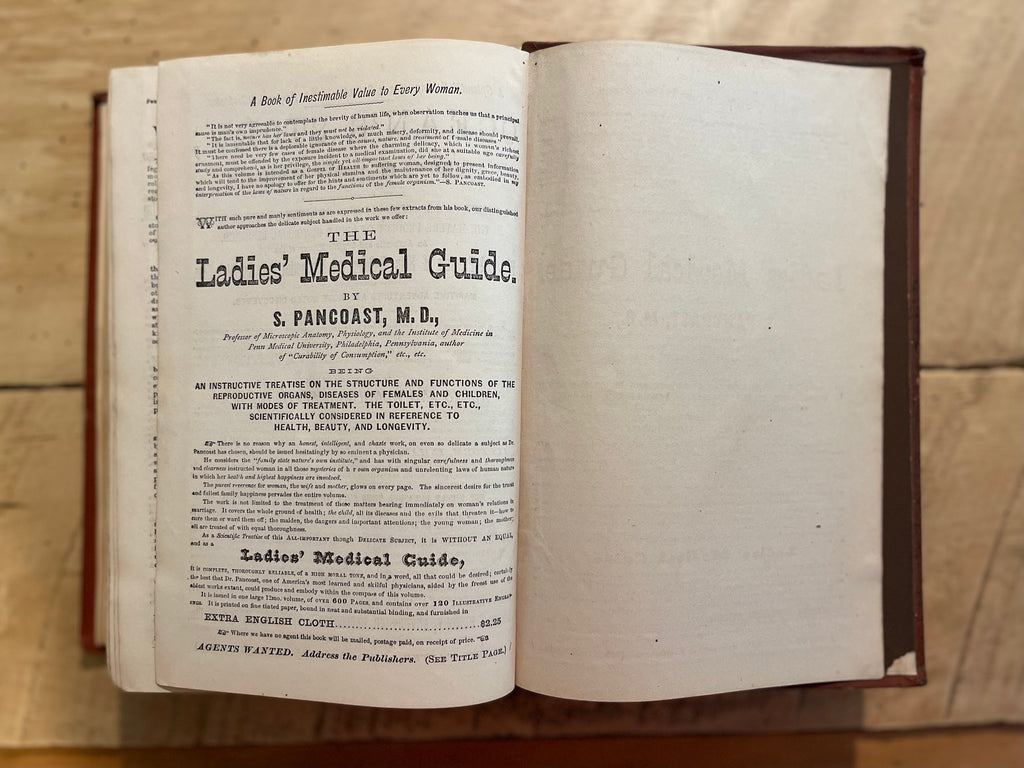 A Book of Inestimable Value to Every Woman.
"It is not very agreeable to contemplate the brevity of human life, when observation teaches us that a principal
cause is man's own imprudence."
"The fact is, nature has her laws and they must not be violated."
"It is lamentable that for lack of a little knowledge, so much misery, deformity, and disease should prevail.
It must be confessed there is a deplorable ignorance of the causes, nature, and treatment of female diseases."
"There need be very few cases of female disease where the charming delicacy, which is woman's richest
ornament, must be offended by the exposure incident to a medical examination, did she at a suitable age carefully
study and comprehend, as is her privilege, the simple yet all important laws of her being."
"As this volume is intended as a GOSPEL OF HEALTH to suffering woman, designed to present information
which will tend to the improvement of her physical stamina and the maintenance of her dignity, grace, beauty,
and longevity, I have no apology to offer for the hints and sentiments which are yet to follow, as embodied in my
interpretation of the laws of nature in regard to the functions of the female organism."—S. PANCOAST.
WITH such pure and manly sentiments as are expressed in these few extracts from his book, our distinguished
author approaches the delicate subject handled in the work we offer:
THE
Ladies' Medical Guide.
BY
S. PANCOAST, M. D.,
Professor of Microscopic Anatomy, Physiology, and the Institute of Medicine in
Penn Medical University, Philadelphia, Pennsylvania, author
of "Curability of Consumption," etc., etc.
BEING
AN INSTRUCTIVE TREATISE ON THE STRUCTURE AND FUNCTIONS OF THE
REPRODUCTIVE ORGANS, DISEASES OF FEMALES AND CHILDREN,
WITH MODES OF TREATMENT. THE TOILET, ETC., ETC.,
SCIENTIFICALLY CONSIDERED IN REFERENCE TO
HEALTH, BEAUTY, AND LONGEVITY.
☞ There is no reason why an honest, intelligent, and chaste work, on even so delicate a subject as Dr.
Pancoast has chosen, should be issued hesitatingly by so eminent a physician.
He considers the "family state nature's own institute," and has with singular carefulness and thoroughness
and clearness instructed woman in all those mysteries of h r own organism and unrelenting laws of human nature
in which her health and highest happiness are involved.
The purest reverence for woman, the wife and mother, glows on every page. The sincerest desire for the truest
and fullest family happiness pervades the entire volume.
The work is not limited to the treatment of those matters bearing immediately on woman's relations in
marriage. It covers the whole ground of health; the child, all its diseases and the evils that threaten it—how to
cure them or ward them off; the maiden, the dangers and important attentions; the young woman; the mother;
all are treated of with equal thoroughness.
As a Scientific Treatise of this ALL-IMPORTANT though DELICATE SUBJECT, it is WITHOUT AN EQUAL,
and as a
Ladies' Medical Guide,
It is COMPLETE, THOROUGHLY RELIABLE, of a HIGH MORAL TONE, and in a word, all that could be desired; certainly
the best that Dr. Pancoast, one of America's most learned and skilful physicians, aided by the freest use of the
ablest works extant, could produce and embody within the compass of this volume.
It is issued in one large 12mo. volume, of over 600 PAGES, and contains over 120 ILLUSTRATIVE ENGRAV-
INGS. It is printed on fine tinted paper, bound in neat and substantial binding, and furnished in
EXTRA ENGLISH CLOTH..............................$2.25
☞ Where we have no agent this book will be mailed, postage paid, on receipt of price. ☜
AGENTS WANTED. Address the Publishers. (SEE TITLE PAGE.)